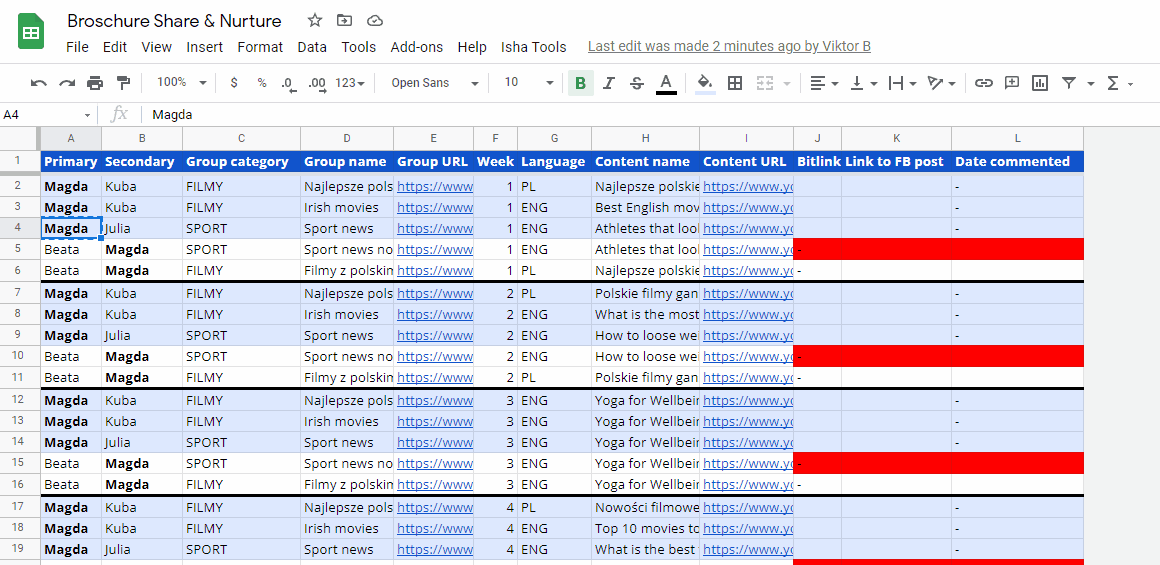 Broschure Share & Nurture
File Edit View Insert Format Data Tools Add-ons Help Isha Tools Last edit was made 2 minutes ago by Viktor B
100% $ % .0 .00 123 Open Sans 10 B I S A
A4 fx Magda
A B C D E F G H I J K L
1 Primary Secondary Group category Group name Group URL Week Language Content name Content URL Bitlink Link to FB post Date commented
2 Magda Kuba FILMY Najlepsze pols https://www 1 PL Najlepsze polskie https://www.yo -
3 Magda Kuba FILMY Irish movies https://www 1 ENG Best English mov https://www.yo -
4 Magda Julia SPORT Sport news https://www 1 ENG Athletes that loo https://www.yo -
5 Beata Magda SPORT Sport news no https://www 1 ENG Athletes that loo https://www.yo -
6 Beata Magda FILMY Filmy z polskim https://www 1 PL Najlepsze polskie https://www.yo -
7 Magda Kuba FILMY Najlepsze pols https://www 2 PL Polskie filmy gan https://www.yo -
8 Magda Kuba FILMY Irish movies https://www 2 ENG What is the most https://www.yo -
9 Magda Julia SPORT Sport news https://www 2 ENG How to loose wei https://www.yo -
10 Beata Magda SPORT Sport news no https://www 2 ENG How to loose wei https://www.yo -
11 Beata Magda FILMY Filmy z polskim https://www 2 PL Polskie filmy gan https://www.yo -
12 Magda Kuba FILMY Najlepsze pols https://www 3 ENG Yoga for Wellbein https://www.yo -
13 Magda Kuba FILMY Irish movies https://www 3 ENG Yoga for Wellbein https://www.yo -
14 Magda Julia SPORT Sport news https://www 3 ENG Yoga for Wellbein https://www.yo -
15 Beata Magda SPORT Sport news no https://www 3 ENG Yoga for Wellbein https://www.yo -
16 Beata Magda FILMY Filmy z polskim https://www 3 ENG Yoga for Wellbein https://www.yo -
17 Magda Kuba FILMY Najlepsze pols https://www 4 PL Nowości filmowe https://www.yo -
18 Magda Kuba FILMY Irish movies https://www 4 ENG Top 10 movies to https://www.yo -
19 Magda Julia SPORT Sport news https://www 4 ENG What is the best https://www.yo -